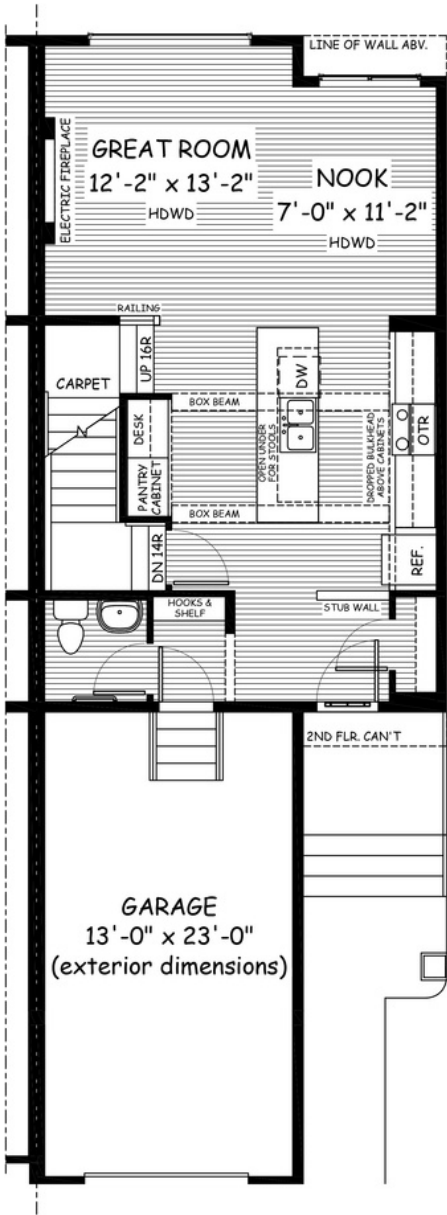 LINE OF WALL ABV.
ELECTRIC FIREPLACE
GREAT ROOM
12'-2" x 13'-2"
HDWD
NOOK
7'-0" x 11'-2"
HDWD
RAILING
UP 16R
CARPET
DW
BOX BEAM
DESK
PANTRY
CABINET
OPEN UNDER
FOR STOOLS
DROPPED BULKHEAD
ABOVE CABINETS
OTR
BOX BEAM
DN 14R
REF.
HOOKS &
SHELF
STUB WALL
2ND FLR. CAN'T
GARAGE
13'-0" x 23'-0"
(exterior dimensions)